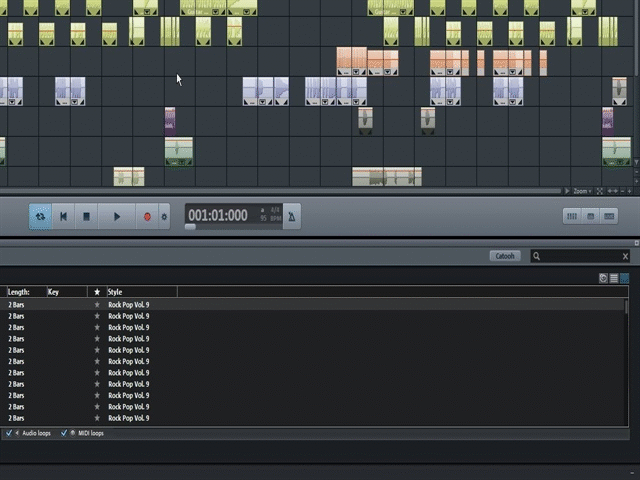 Zoom
001:01:000
4/4
95 BPM
Catooh
Length: Key Style
2 Bars Rock Pop Vol. 9
2 Bars Rock Pop Vol. 9
2 Bars Rock Pop Vol. 9
2 Bars Rock Pop Vol. 9
2 Bars Rock Pop Vol. 9
2 Bars Rock Pop Vol. 9
2 Bars Rock Pop Vol. 9
2 Bars Rock Pop Vol. 9
2 Bars Rock Pop Vol. 9
2 Bars Rock Pop Vol. 9
2 Bars Rock Pop Vol. 9
Audio loops MIDI loops